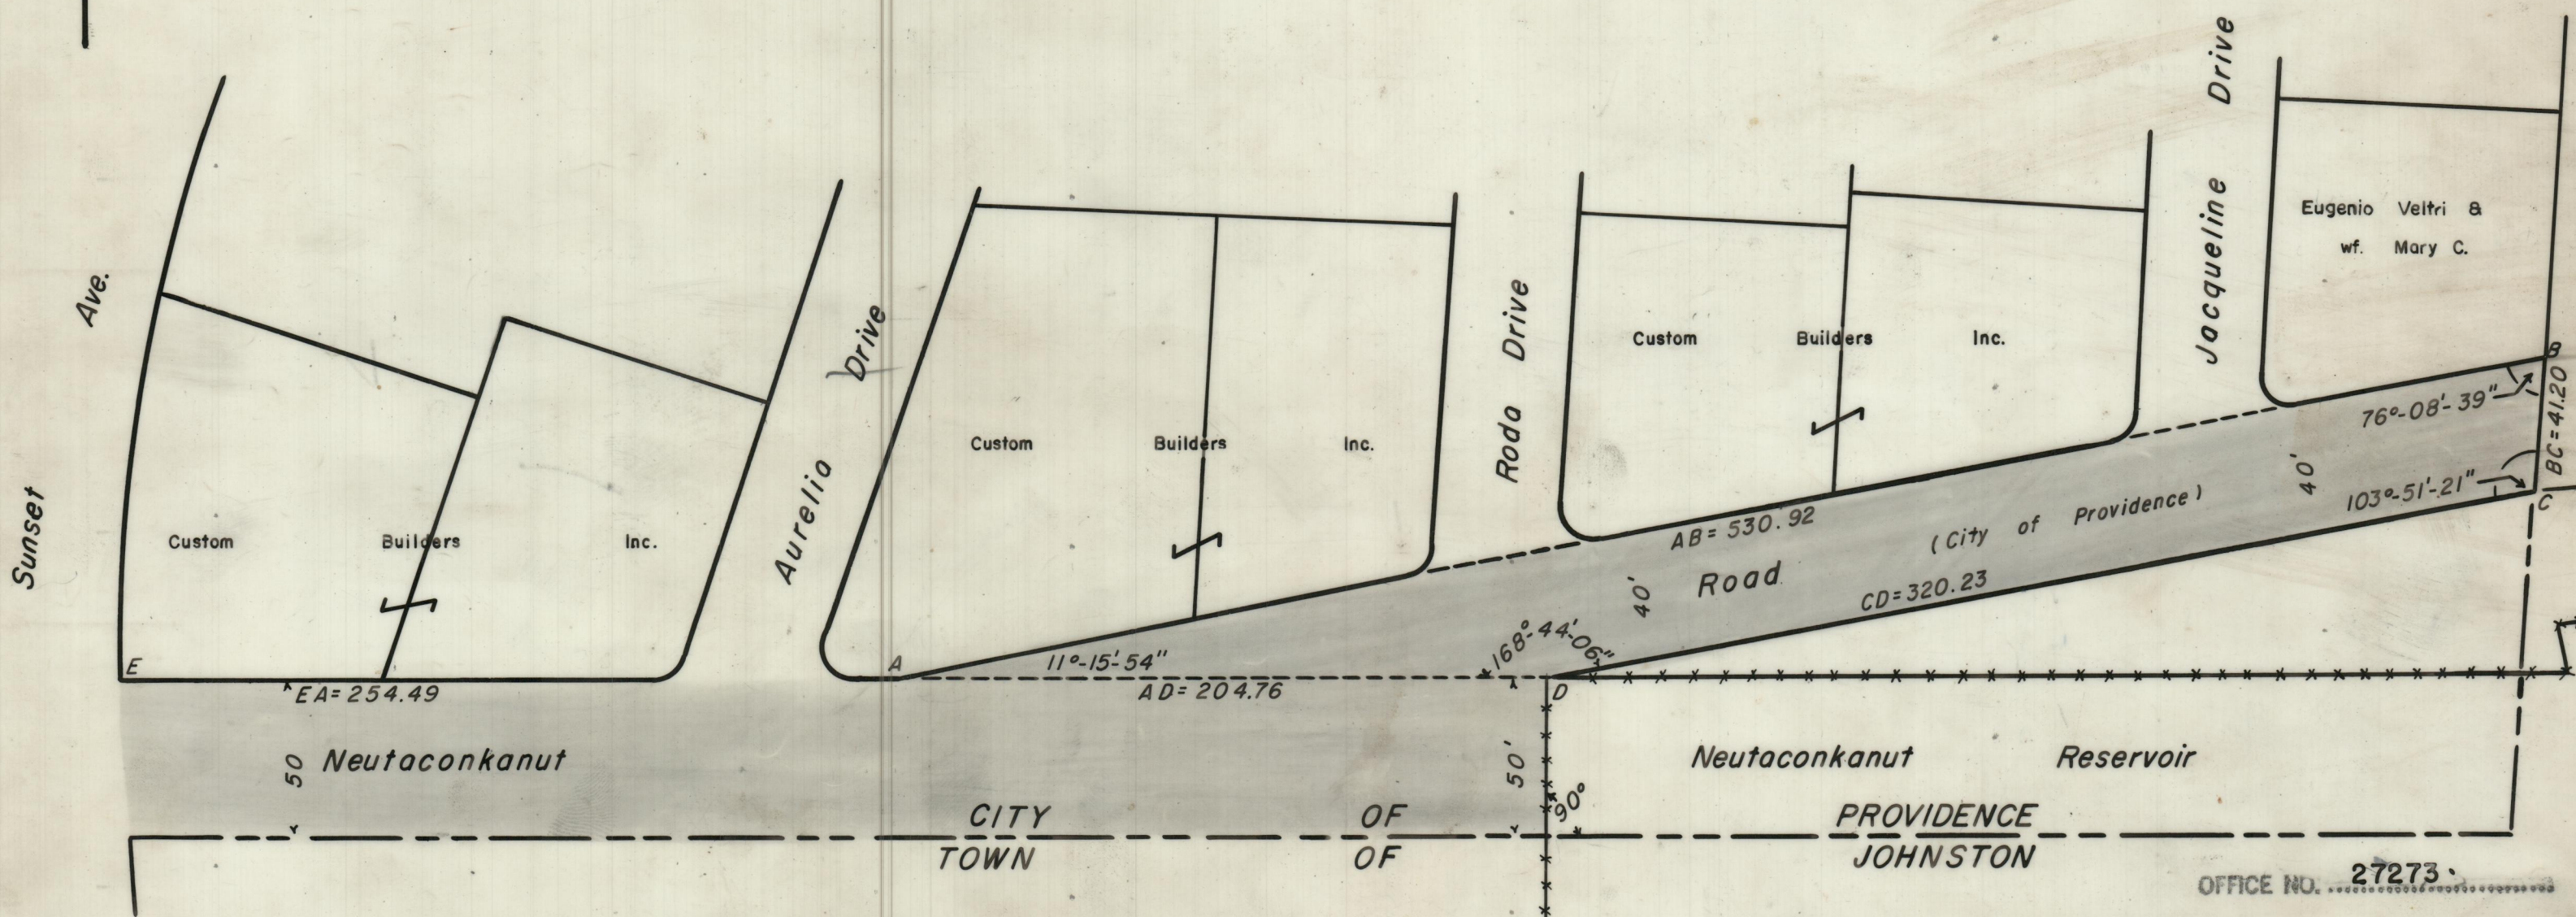 Sunset Ave.
Aurelia Drive
Roda Drive
Jacqueline Drive
Eugenio Veltri &
wf. Mary C.
Custom Builders Inc.
Custom Builders Inc.
Custom Builders Inc.
B
76°-08'-39"
BC=41.20
40'
103°-51'-21"
C
AB= 530.92
(City of Providence)
40'
Road
CD=320.23
168°-44'-06"
E
A
11°-15'-54"
EA= 254.49
AD= 204.76
D
50
Neutaconkanut
50'
90°
Neutaconkanut Reservoir
CITY OF PROVIDENCE
TOWN OF JOHNSTON
OFFICE NO. 27273.